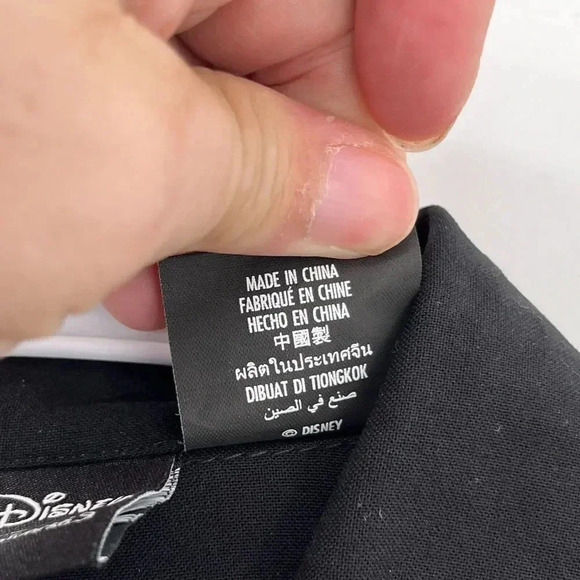 MADE IN CHINA
FABRIQUÉ EN CHINE
HECHO EN CHINA
中國製
ผลิตในประเทศจีน
DIBUAT DI TIONGKOK
صنع في الصين
© DISNEY
Disney